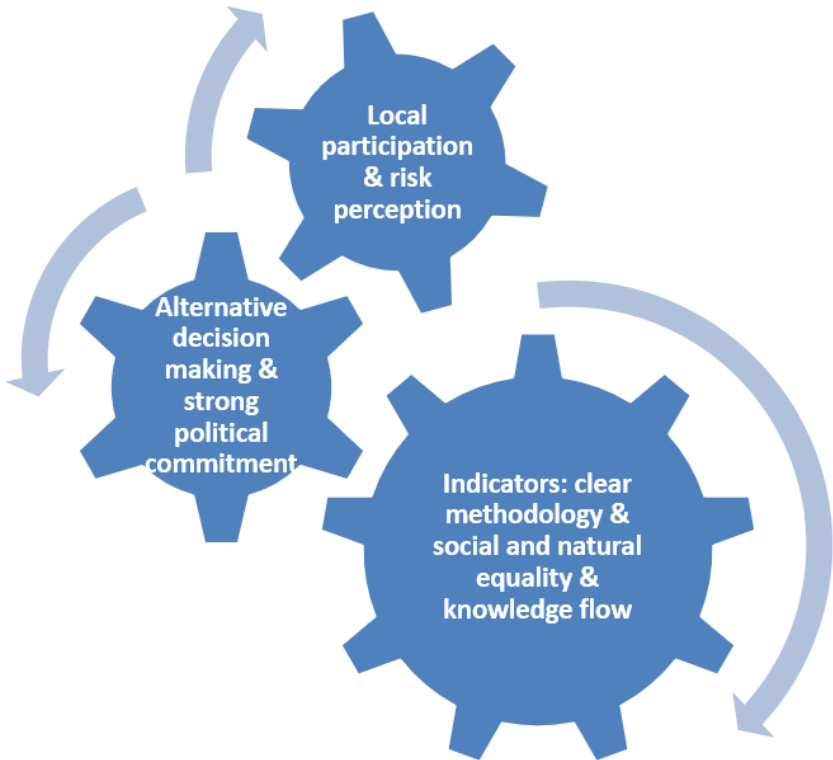 Local
participation
& risk
perception
Alternative
decision
making &
strong
political
commitment
Indicators: clear
methodology &
social and natural
equality &
knowledge flow